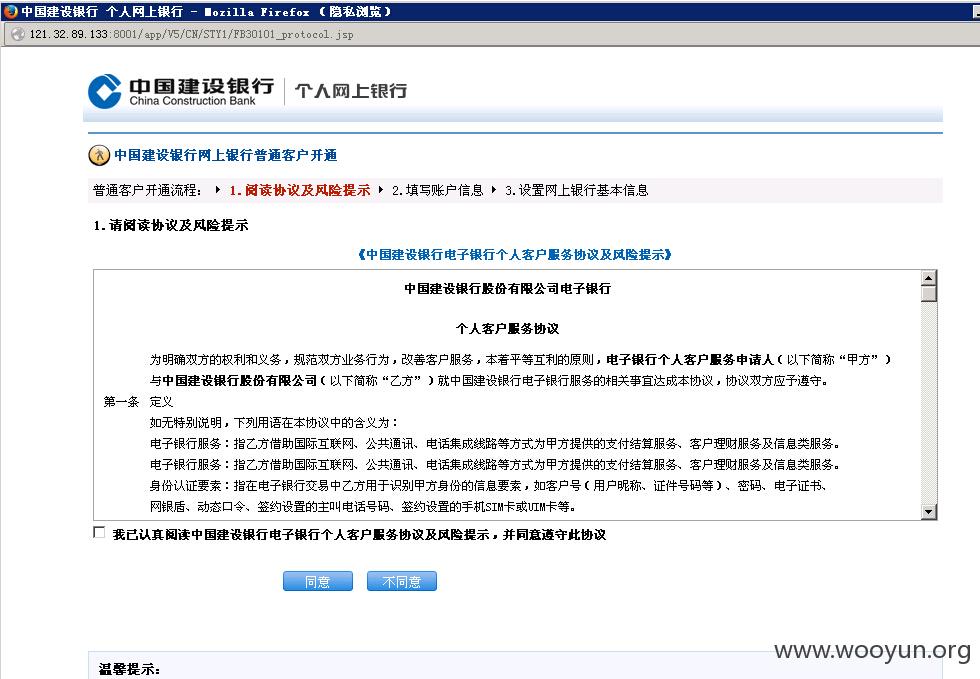 中国建设银行 个人网上银行 - Mozilla Firefox （隐私浏览）
121.32.89.133:8001/app/V5/CN/STY1/FB30101_protocol.jsp
中国建设银行
China Construction Bank
个人网上银行
中国建设银行网上银行普通客户开通
普通客户开通流程： 1.阅读协议及风险提示 2.填写账户信息 3.设置网上银行基本信息
1.请阅读协议及风险提示
《中国建设银行电子银行个人客户服务协议及风险提示》
中国建设银行股份有限公司电子银行
个人客户服务协议
为明确双方的权利和义务，规范双方业务行为，改善客户服务，本着平等互利的原则，电子银行个人客户服务申请人（以下简称“甲方”）
与中国建设银行股份有限公司（以下简称“乙方”）就中国建设银行电子银行服务的相关事宜达成本协议，协议双方应予遵守。
第一条 定义
如无特别说明，下列用语在本协议中的含义为：
电子银行服务：指乙方借助国际互联网、公共通讯、电话集成线路等方式为甲方提供的支付结算服务、客户理财服务及信息类服务。
电子银行服务：指乙方借助国际互联网、公共通讯、电话集成线路等方式为甲方提供的支付结算服务、客户理财服务及信息类服务。
身份认证要素：指在电子银行交易中乙方用于识别甲方身份的信息要素，如客户号（用户昵称、证件号码等）、密码、电子证书、
网银盾、动态口令、签约设置的主叫电话号码、签约设置的手机SIM卡或UIM卡等。
我已认真阅读中国建设银行电子银行个人客户服务协议及风险提示，并同意遵守此协议
同意 不同意
www.wooyun.org
温馨提示：